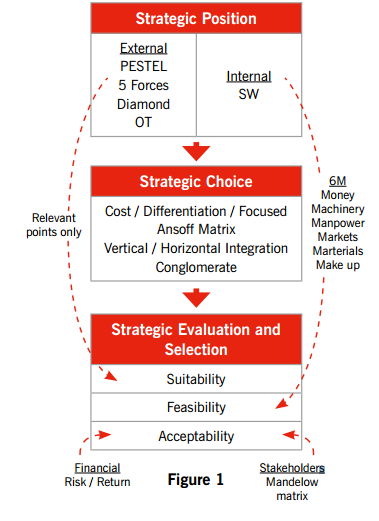 Strategic Position
External
PESTEL
5 Forces
Diamond
OT
Internal
SW
Strategic Choice
Cost / Differentiation / Focused
Ansoff Matrix
Vertical / Horizontal Integration
Conglomerate
Relevant
points only
6M
Money
Machinery
Manpower
Markets
Marterials
Make up
Strategic Evaluation and
Selection
Suitability
Feasibility
Acceptability
Financial
Risk / Return
Figure 1
Stakeholders
Mandelow
matrix